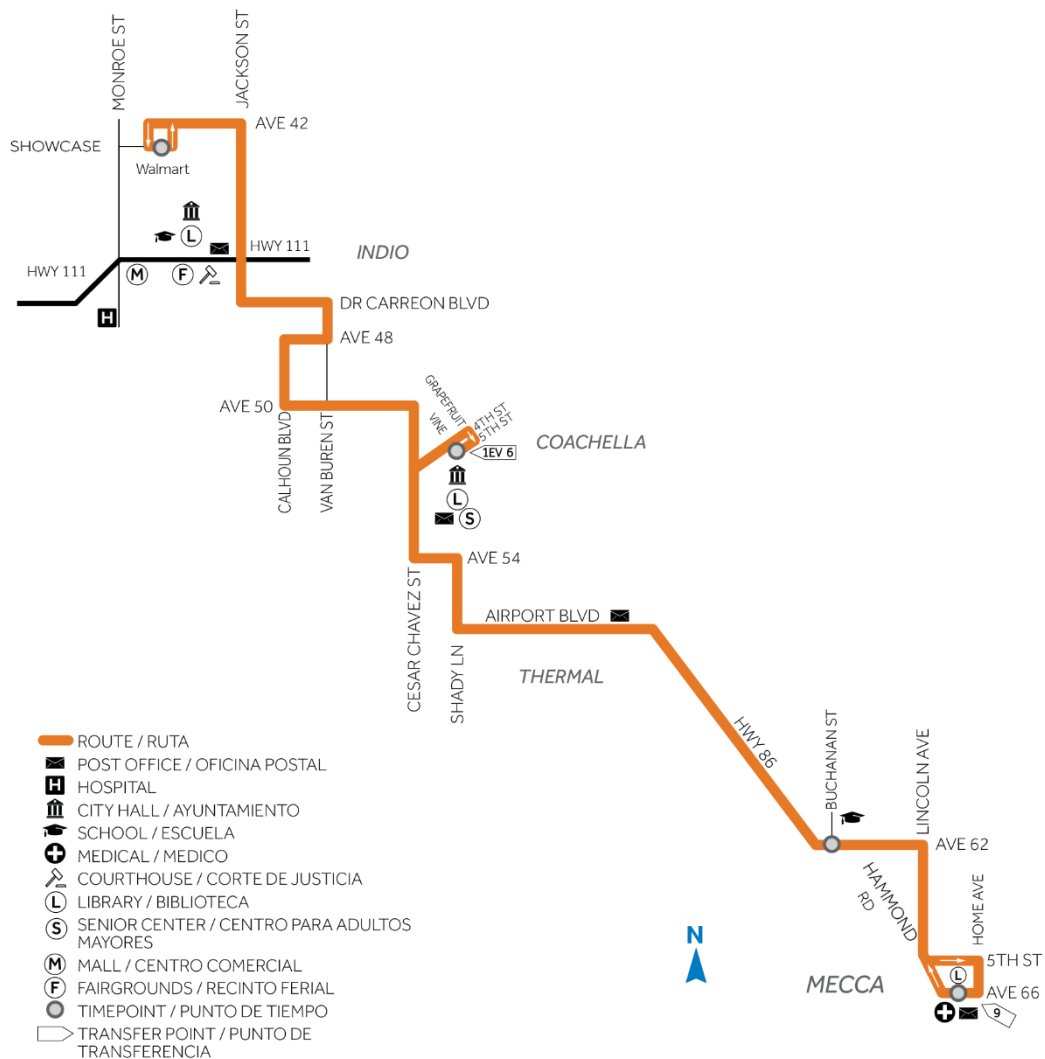 MONROE ST
JACKSON ST
AVE 42
SHOWCASE
Walmart
L
HWY 111
INDIO
HWY 111
M
F
H
DR CARREON BLVD
AVE 48
AVE 50
CALHOUN BLVD
VAN BUREN ST
GRAPEFRUIT
VINE
4TH ST
5TH ST
COACHELLA
1EV 6
L
S
AVE 54
CESAR CHAVEZ ST
SHADY LN
AIRPORT BLVD
THERMAL
HWY 86
BUCHANAN ST
LINCOLN AVE
AVE 62
HAMMOND
RD
HOME AVE
5TH ST
L
AVE 66
MECCA
9
N
ROUTE / RUTA
POST OFFICE / OFICINA POSTAL
H HOSPITAL
CITY HALL / AYUNTAMIENTO
SCHOOL / ESCUELA
MEDICAL / MEDICO
COURTHOUSE / CORTE DE JUSTICIA
L LIBRARY / BIBLIOTECA
S SENIOR CENTER / CENTRO PARA ADULTOS
MAYORES
M MALL / CENTRO COMERCIAL
F FAIRGROUNDS / RECINTO FERIAL
TIMEPOINT / PUNTO DE TIEMPO
TRANSFER POINT / PUNTO DE
TRANSFERENCIA